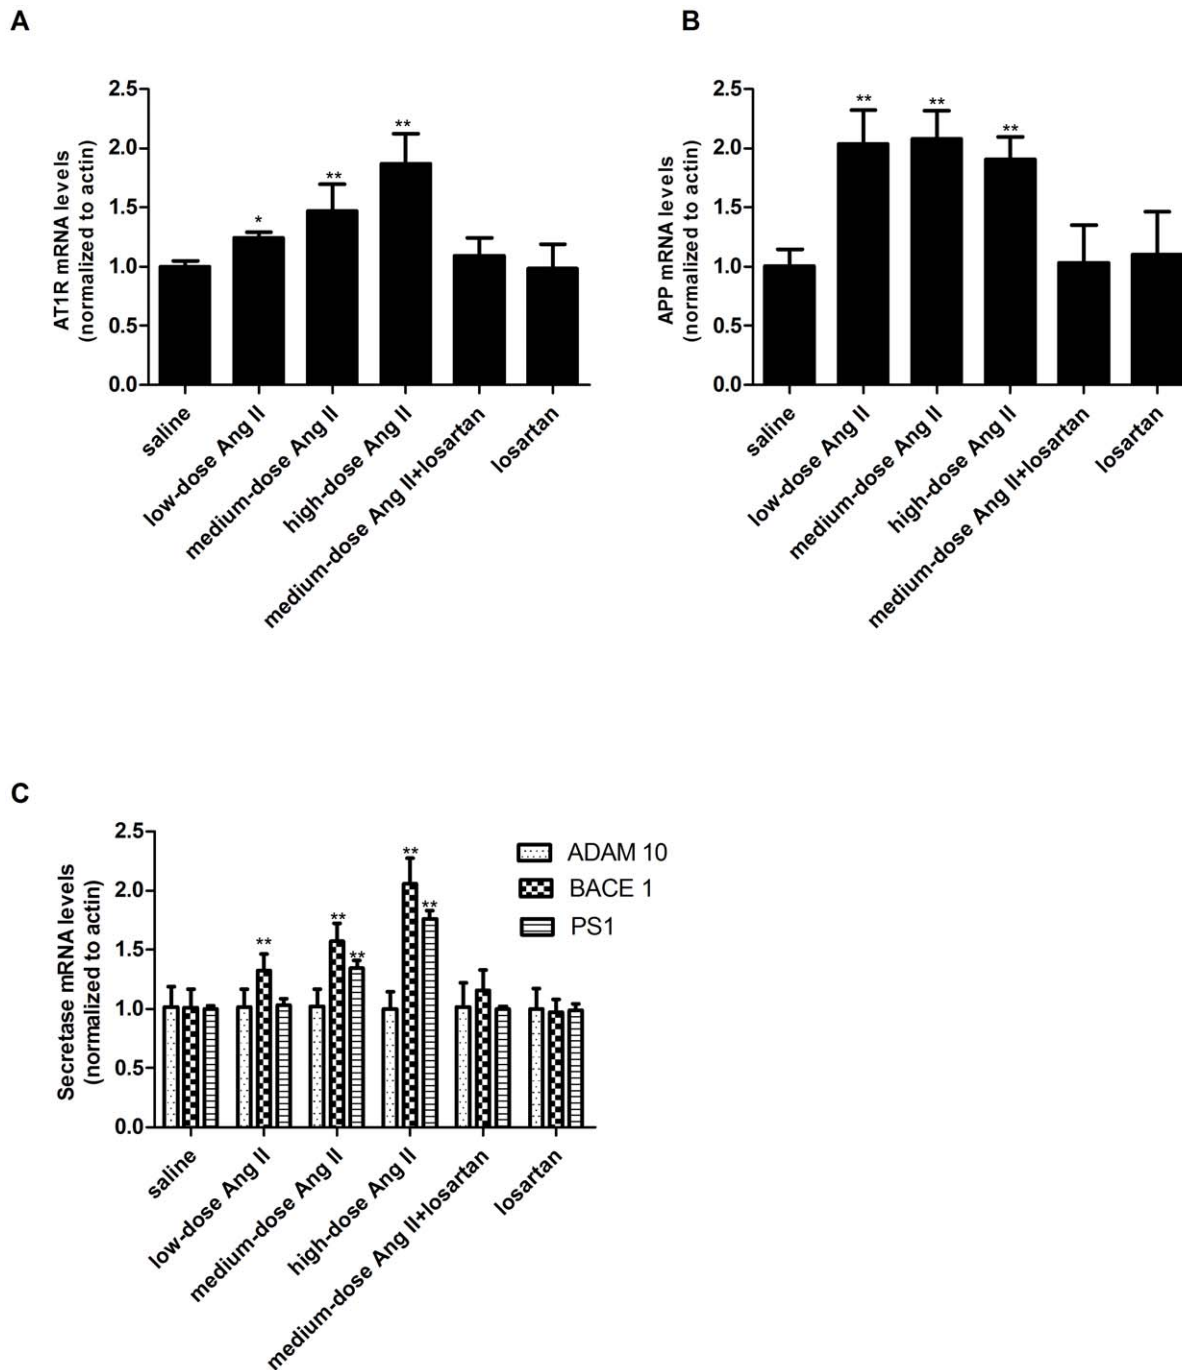 A
2.5
2.0
1.5
1.0
0.5
0.0
AT1R mRNA levels
(normalized to actin)
*
**
**
saline
low-dose Ang II
medium-dose Ang II
high-dose Ang II
medium-dose Ang II+losartan
losartan
B
2.5
2.0
1.5
1.0
0.5
0.0
APP mRNA levels
(normalized to actin)
**
**
**
saline
low-dose Ang II
medium-dose Ang II
high-dose Ang II
medium-dose Ang II+losartan
losartan
C
2.5
2.0
1.5
1.0
0.5
0.0
Secretase mRNA levels
(normalized to actin)
**
**
**
**
**
ADAM 10
BACE 1
PS1
saline
low-dose Ang II
medium-dose Ang II
high-dose Ang II
medium-dose Ang II+losartan
losartan